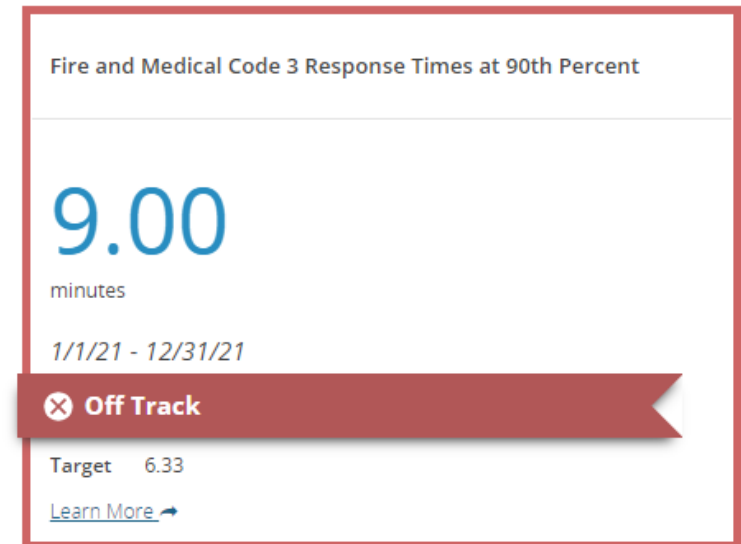 Fire and Medical Code 3 Response Times at 90th Percent
9.00
minutes
1/1/21 - 12/31/21
Off Track
Target 6.33
Learn More